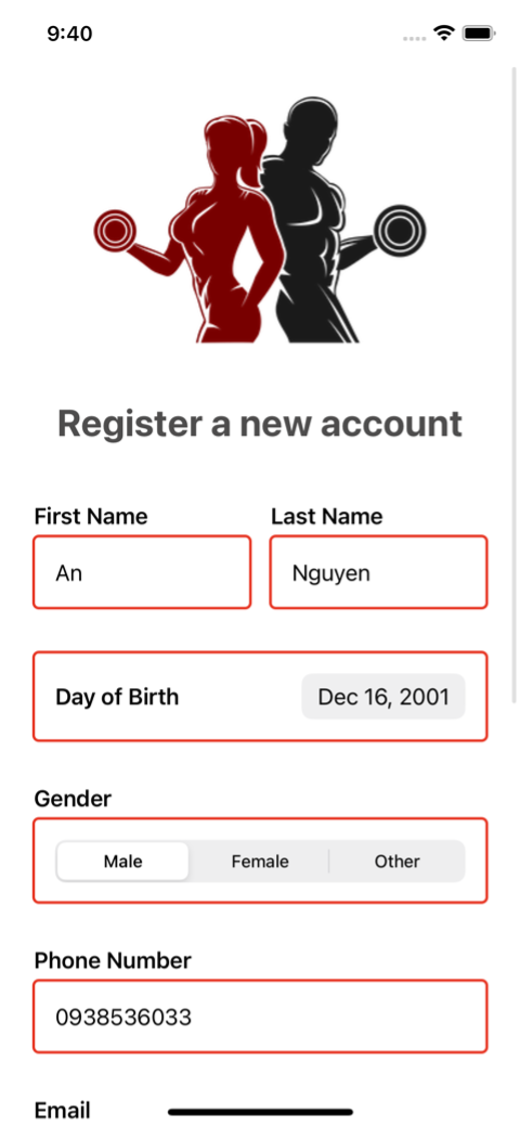 9:40
Register a new account
First Name Last Name
An Nguyen
Day of Birth Dec 16, 2001
Gender
Male Female Other
Phone Number
0938536033
Email